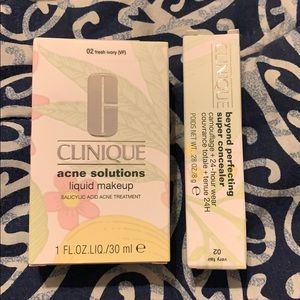 02 fresh ivory (VF)
CLINIQUE
acne solutions
liquid makeup
SALICYLIC ACID ACNE TREATMENT
1 FL.OZ.LIQ./30 ml e
CLINIQUE
beyond perfecting
super concealer
camouflage + 24-hour wear
couvrance totale • tenue 24H
POIDS NET WT. .28 OZ./8 g
02
very fair